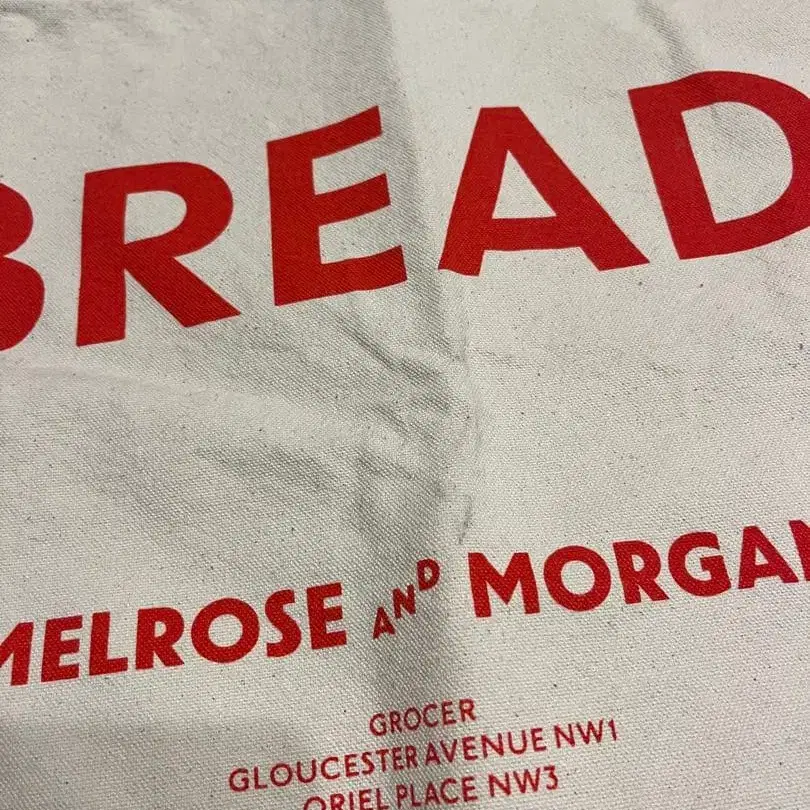 BREAD
MELROSE AND MORGAN
GROCER
GLOUCESTER AVENUE NW1
ORIEL PLACE NW3